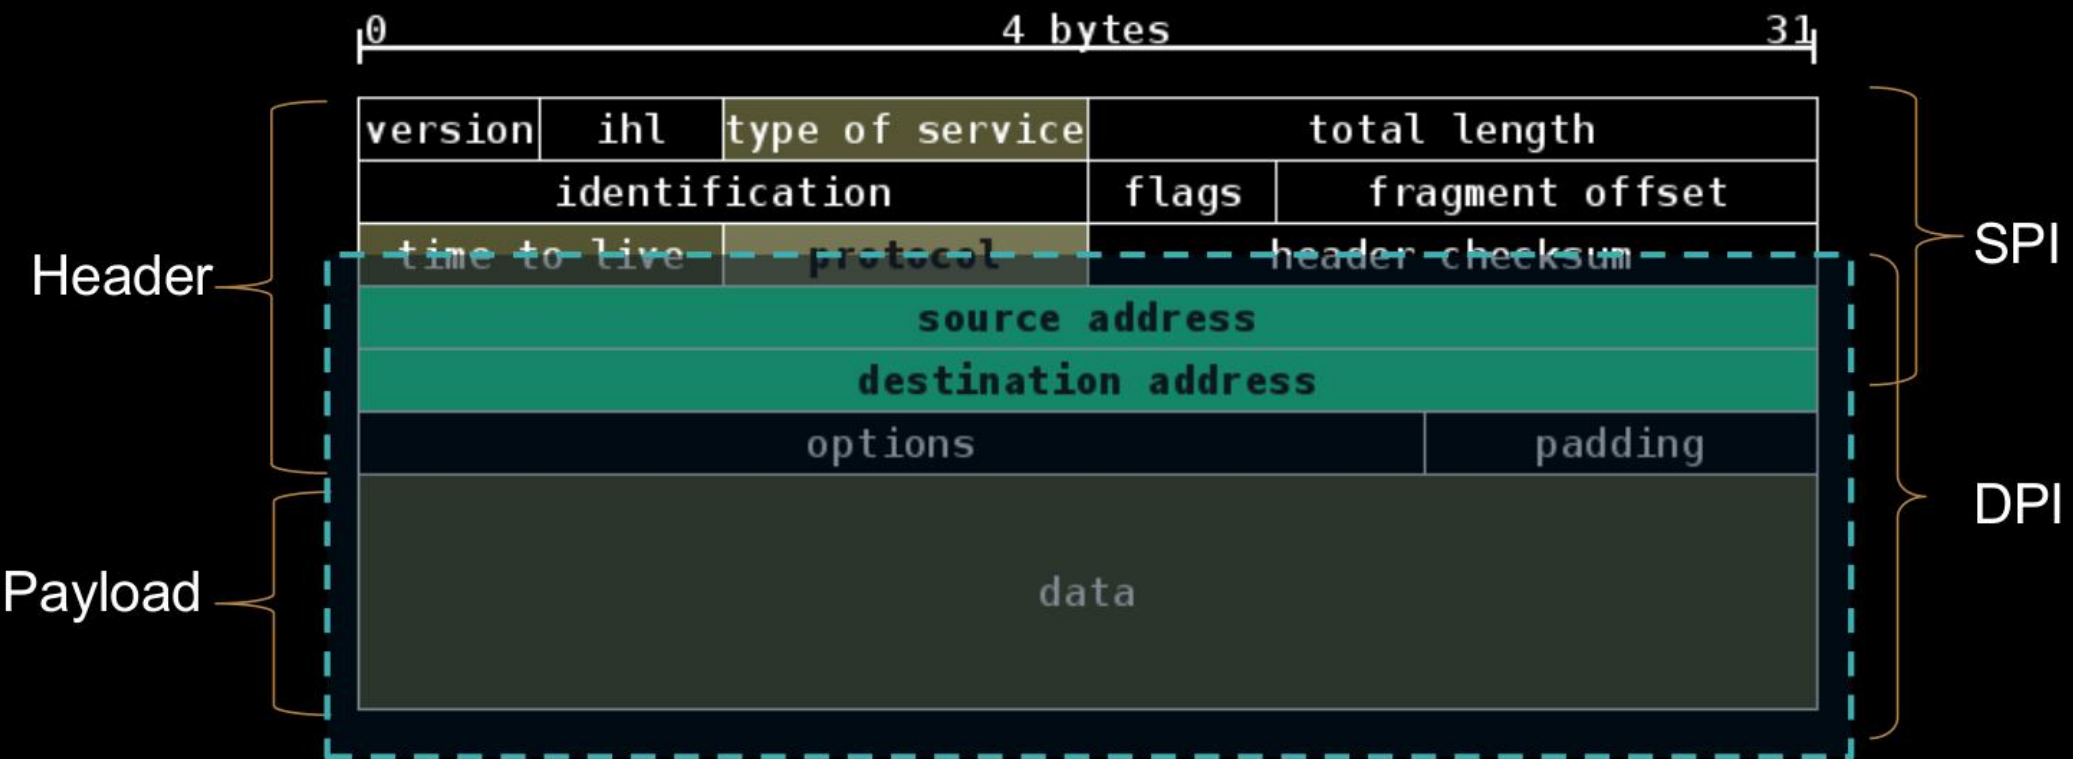 0 4 bytes 31
version ihl type of service total length
identification flags fragment offset
time to live protocol header checksum
SPI
Header
source address
destination address
options padding
DPI
Payload
data